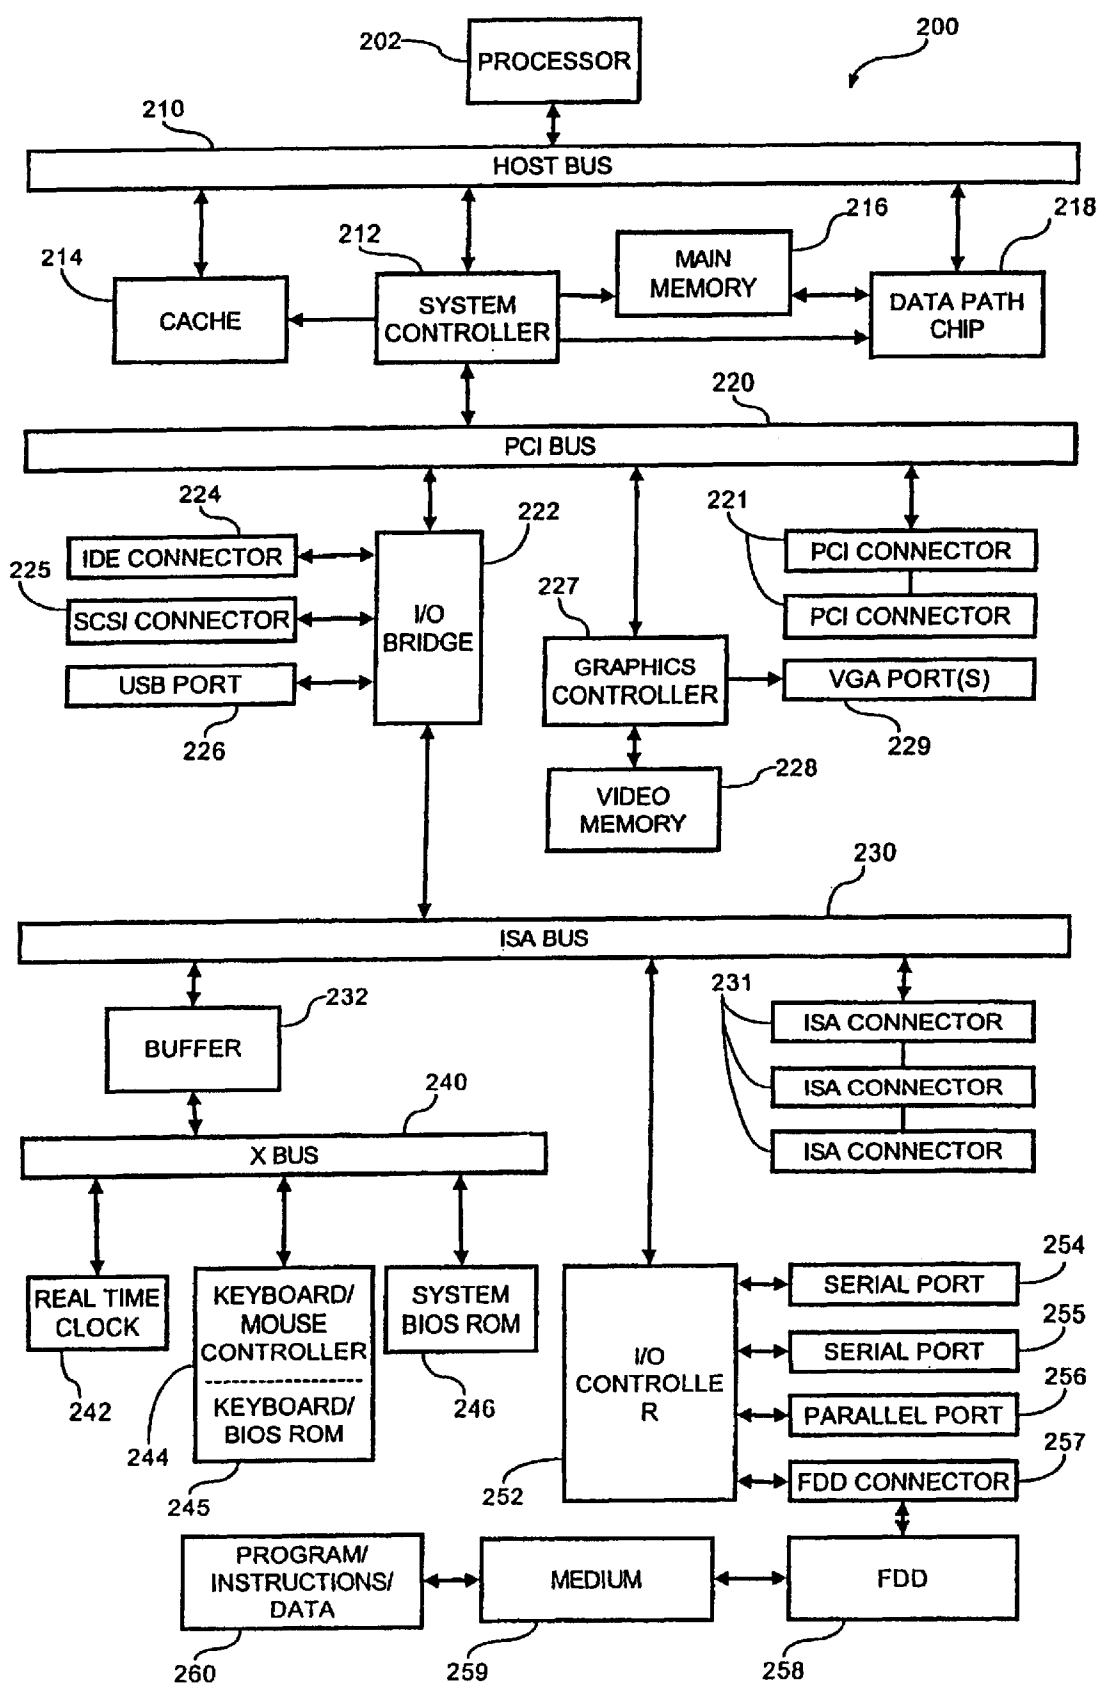 200
202
PROCESSOR
210
HOST BUS
212
214
216
218
CACHE
SYSTEM
CONTROLLER
MAIN
MEMORY
DATA PATH
CHIP
220
PCI BUS
224
222
221
IDE CONNECTOR
225
SCSI CONNECTOR
USB PORT
226
I/O
BRIDGE
227
GRAPHICS
CONTROLLER
PCI CONNECTOR
PCI CONNECTOR
VGA PORT(S)
229
228
VIDEO
MEMORY
230
ISA BUS
232
BUFFER
231
ISA CONNECTOR
ISA CONNECTOR
ISA CONNECTOR
240
X BUS
REAL TIME
CLOCK
242
KEYBOARD/
MOUSE
CONTROLLER
KEYBOARD/
BIOS ROM
244
245
SYSTEM
BIOS ROM
246
I/O
CONTROLLE
R
252
254
SERIAL PORT
255
SERIAL PORT
256
PARALLEL PORT
257
FDD CONNECTOR
PROGRAM/
INSTRUCTIONS/
DATA
260
MEDIUM
259
FDD
258